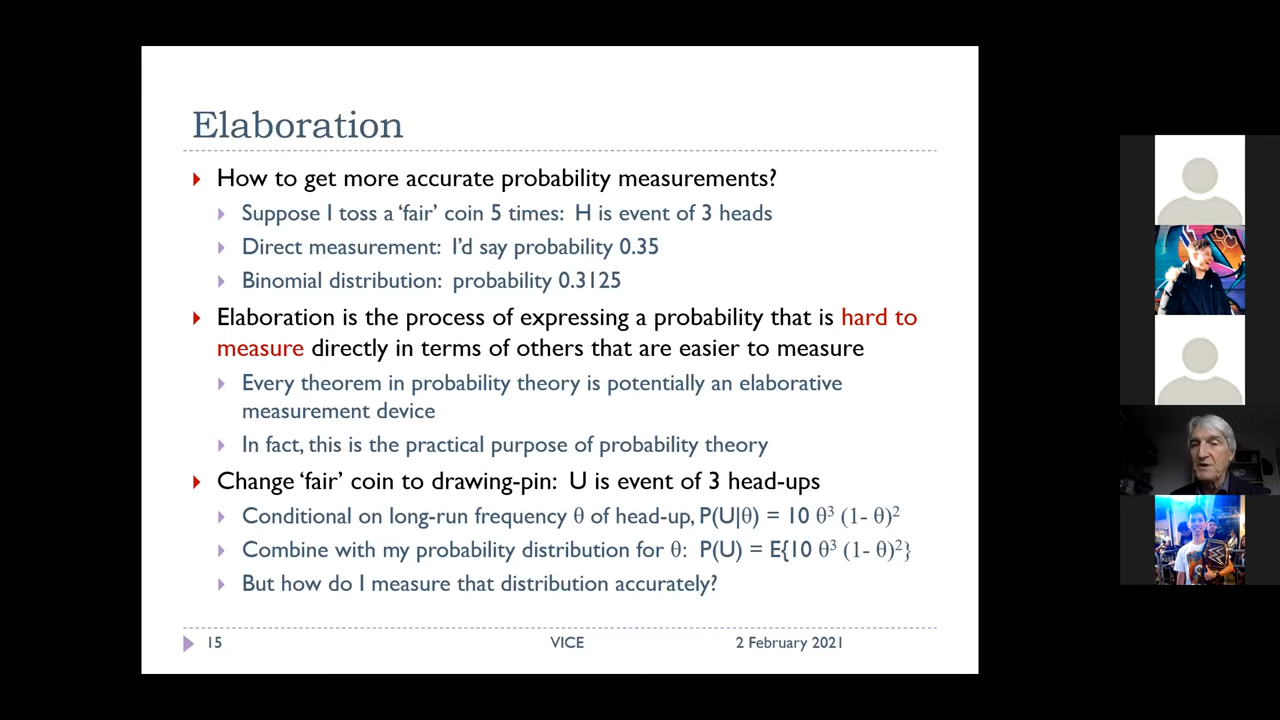 Elaboration
How to get more accurate probability measurements?
Suppose I toss a ‘fair’ coin 5 times: H is event of 3 heads
Direct measurement: I’d say probability 0.35
Binomial distribution: probability 0.3125
Elaboration is the process of expressing a probability that is hard to
measure directly in terms of others that are easier to measure
Every theorem in probability theory is potentially an elaborative
measurement device
In fact, this is the practical purpose of probability theory
Change ‘fair’ coin to drawing-pin: U is event of 3 head-ups
Conditional on long-run frequency θ of head-up, P(U|θ) = 10 θ³ (1- θ)²
Combine with my probability distribution for θ: P(U) = E{10 θ³ (1- θ)²}
But how do I measure that distribution accurately?
15 VICE 2 February 2021